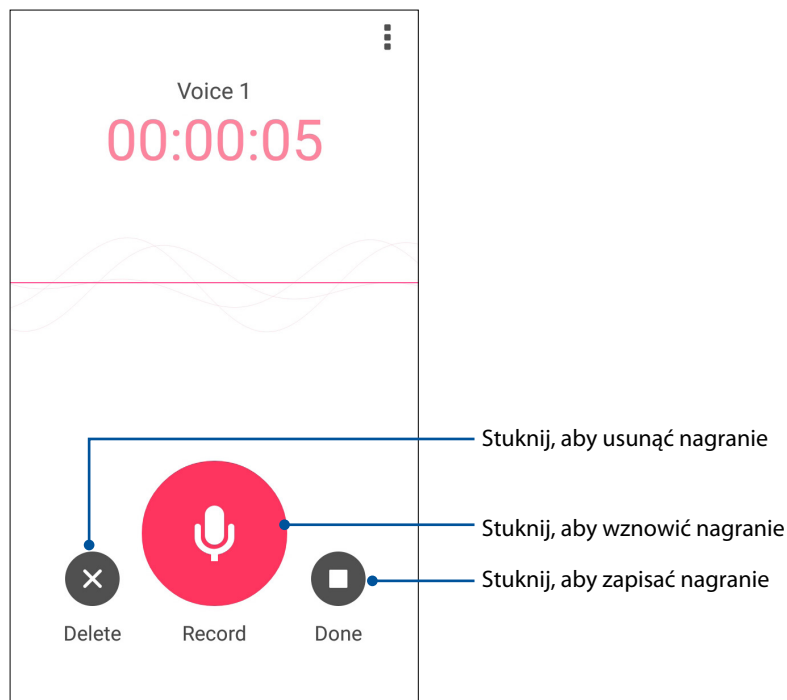 Voice 1
00:00:05
Stuknij, aby usunąć nagranie
Stuknij, aby wznowić nagranie
Stuknij, aby zapisać nagranie
Delete
Record
Done